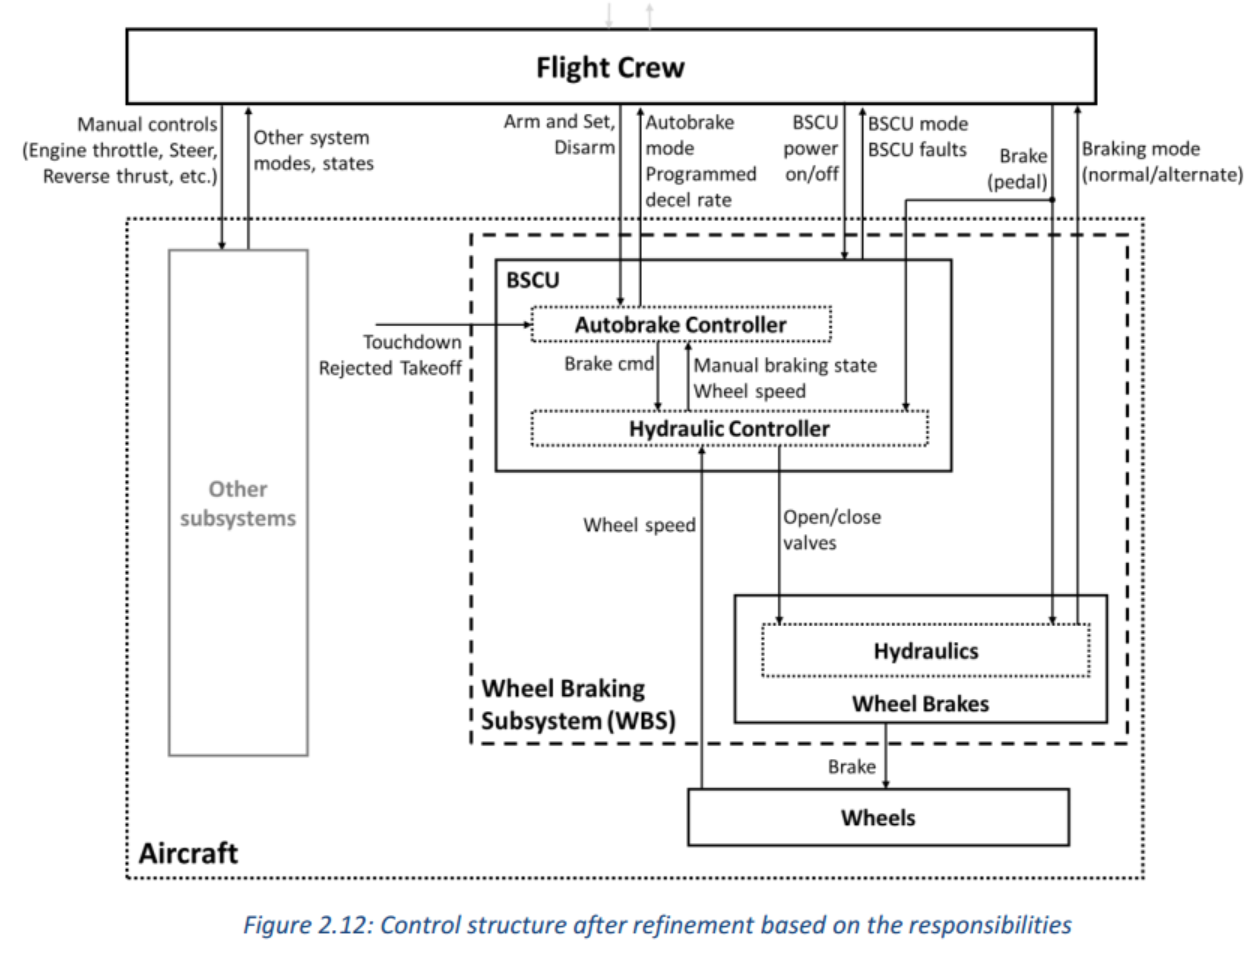 Flight Crew
Manual controls
(Engine throttle, Steer,
Reverse thrust, etc.)
Other system
modes, states
Arm and Set,
Disarm
Autobrake
mode
Programmed
decel rate
BSCU
power
on/off
BSCU mode
BSCU faults
Brake
(pedal)
Braking mode
(normal/alternate)
BSCU
Autobrake Controller
Touchdown
Rejected Takeoff
Brake cmd
Manual braking state
Wheel speed
Hydraulic Controller
Other
subsystems
Wheel speed
Open/close
valves
Hydraulics
Wheel Brakes
Wheel Braking
Subsystem (WBS)
Brake
Wheels
Aircraft
Figure 2.12: Control structure after refinement based on the responsibilities